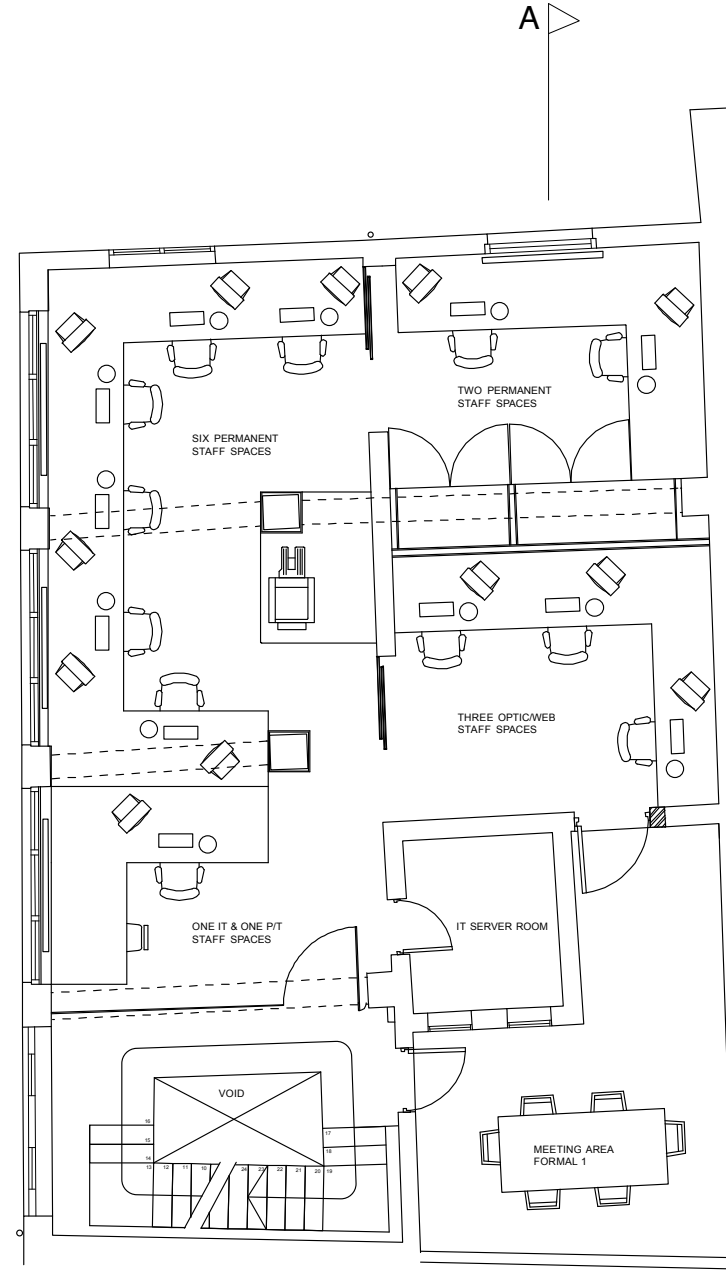 A
TWO PERMANENT
STAFF SPACES
SIX PERMANENT
STAFF SPACES
THREE OPTIC/WEB
STAFF SPACES
ONE IT & ONE P/T
STAFF SPACES
IT SERVER ROOM
VOID
16
15
14
13
12
11
10
24
23
22
21
20
19
18
17
MEETING AREA
FORMAL 1